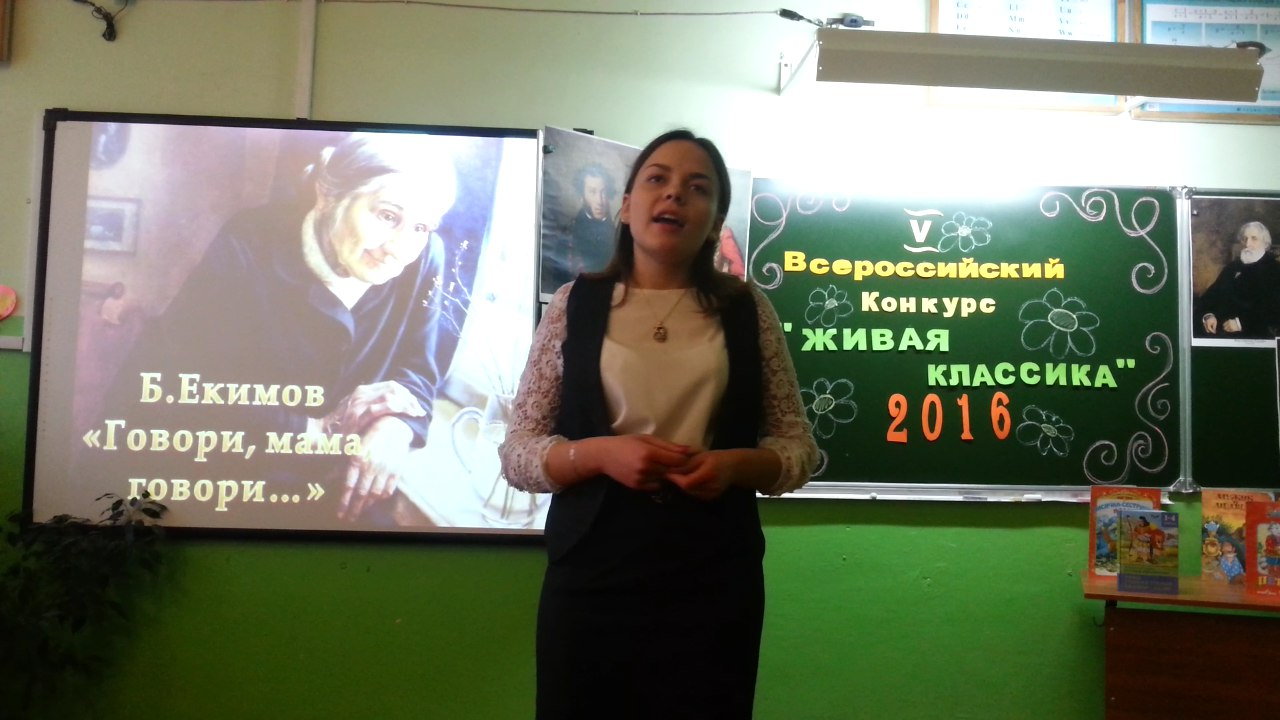 Б.Екимов
«Говори, мама,
говори...»
V
Всероссийский
Конкурс
"ЖИВАЯ
КЛАССИКА"
2016